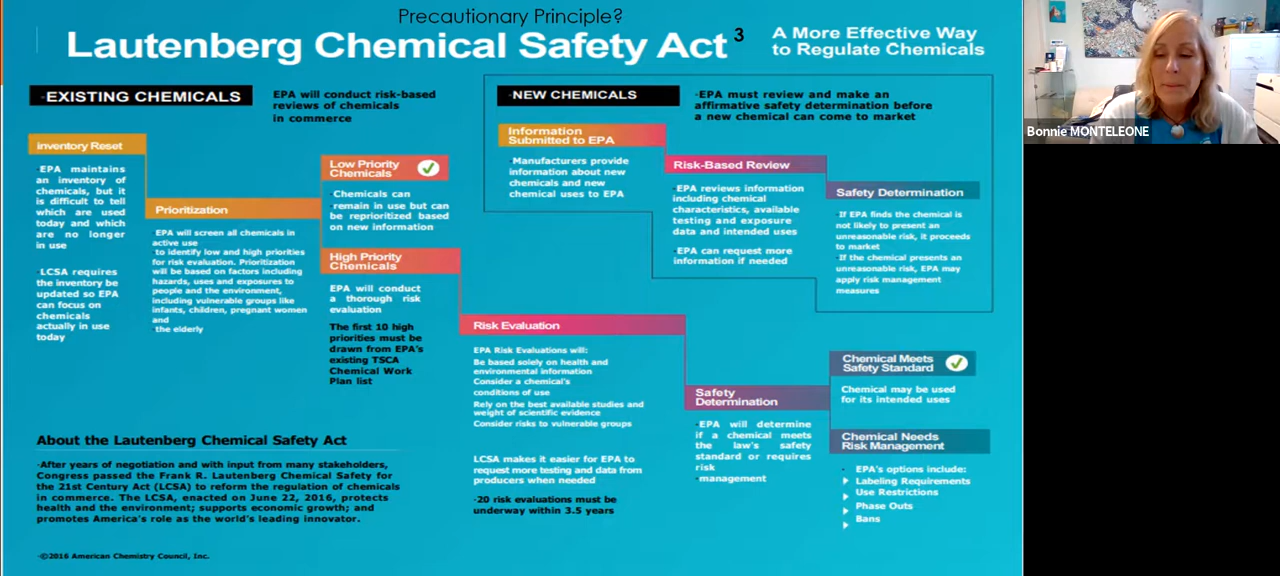 Precautionary Principle?
Lautenberg Chemical Safety Act 3
A More Effective Way
to Regulate Chemicals
-EXISTING CHEMICALS
EPA will conduct risk-based
reviews of chemicals
in commerce
Inventory Reset
EPA maintains
an inventory of
chemicals, but it
is difficult to tell
which are used
today and which
are no longer
in use
LCSA requires
the inventory be
updated so EPA
can focus on
chemicals
actually in use
today
Prioritization
EPA will screen all chemicals in
active use
to identify low and high priorities
for risk evaluation. Prioritization
will be based on factors including
hazards, uses and exposures to
people and the environment,
including vulnerable groups like
infants, children, pregnant women
and
the elderly
Low Priority
Chemicals
Chemicals can
remain in use but can
be reprioritized based
on new information
High Priority
Chemicals
EPA will conduct
a thorough risk
evaluation
The first 10 high
priorities must be
drawn from EPA's
existing TSCA
Chemical Work
Plan list
Risk Evaluation
EPA Risk Evaluations will:
Be based solely on health and
environmental information
Consider a chemical's
conditions of use
Rely on the best available studies and
weight of scientific evidence
Consider risks to vulnerable groups
LCSA makes it easier for EPA to
request more testing and data from
producers when needed
-20 risk evaluations must be
underway within 3.5 years
Safety
Determination
-EPA will determine
if a chemical meets
the law's safety
standard or requires
risk
management
Chemical Meets
Safety Standard
Chemical may be used
for its intended uses
Chemical Needs
Risk Management
EPA's options include:
Labeling Requirements
Use Restrictions
Phase Outs
Bans
-NEW CHEMICALS
-EPA must review and make an
affirmative safety determination before
a new chemical can come to market
Information
Submitted to EPA
Manufacturers provide
information about new
chemicals and new
chemical uses to EPA
Risk-Based Review
EPA reviews information
including chemical
characteristics, available
testing and exposure
data and intended uses
EPA can request more
information if needed
Safety Determination
If EPA finds the chemical is
not likely to present an
unreasonable risk, it proceeds
to market
If the chemical presents an
unreasonable risk, EPA may
apply risk management
measures
About the Lautenberg Chemical Safety Act
-After years of negotiation and with input from many stakeholders,
Congress passed the Frank R. Lautenberg Chemical Safety for
the 21st Century Act (LCSA) to reform the regulation of chemicals
in commerce. The LCSA, enacted on June 22, 2016, protects
health and the environment; supports economic growth; and
promotes America's role as the world's leading innovator.
-©2016 American Chemistry Council, Inc.
Bonnie MONTELEONE